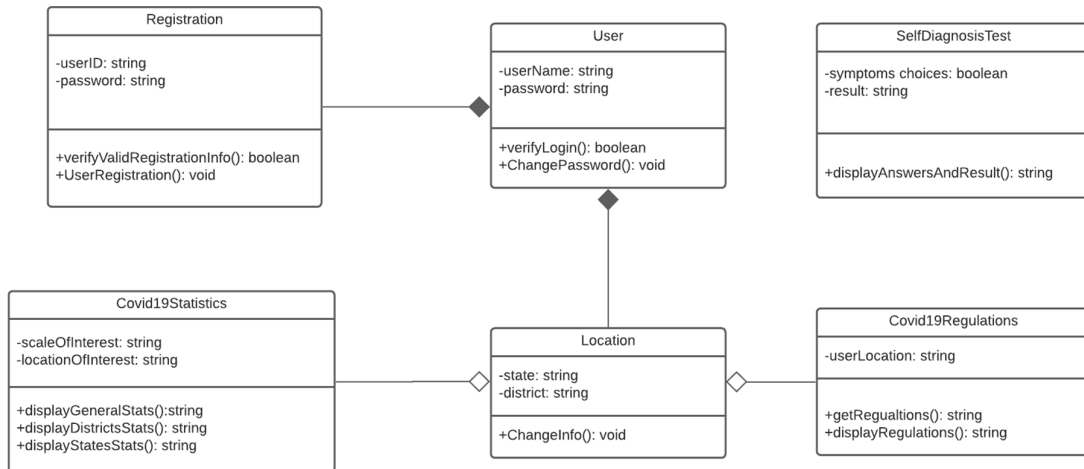 Registration
-userID: string
-password: string
+verifyValidRegistrationInfo(): boolean
+UserRegistration(): void
User
-userName: string
-password: string
+verifyLogin(): boolean
+ChangePassword(): void
SelfDiagnosisTest
-symptoms choices: boolean
-result: string
+displayAnswersAndResult(): string
Covid19Statistics
-scaleOfInterest: string
-locationOfInterest: string
+displayGeneralStats():string
+displayDistrictsStats(): string
+displayStatesStats(): string
Location
-state: string
-district: string
+ChangeInfo(): void
Covid19Regulations
-userLocation: string
+getRegualtions(): string
+displayRegulations(): string